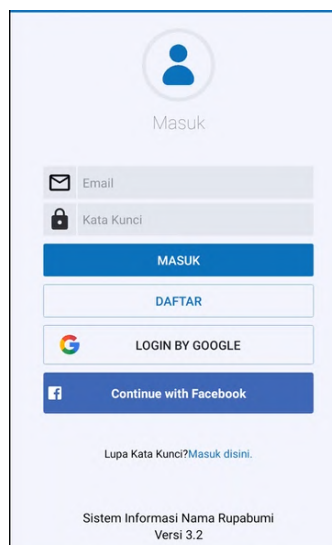 Masuk
Email
Kata Kunci
MASUK
DAFTAR
LOGIN BY GOOGLE
Continue with Facebook
Lupa Kata Kunci?Masuk disini.
Sistem Informasi Nama Rupabumi
Versi 3.2